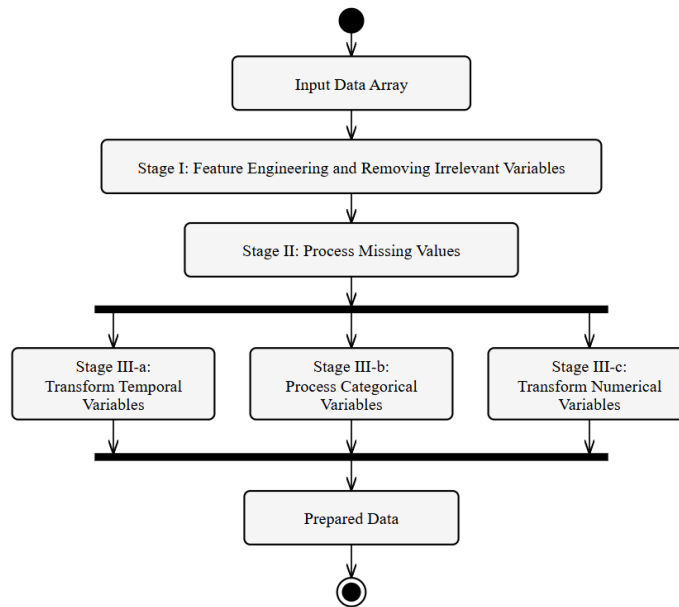 Input Data Array
Stage I: Feature Engineering and Removing Irrelevant Variables
Stage II: Process Missing Values
Stage III-a:
Transform Temporal
Variables
Stage III-b:
Process Categorical
Variables
Stage III-c:
Transform Numerical
Variables
Prepared Data